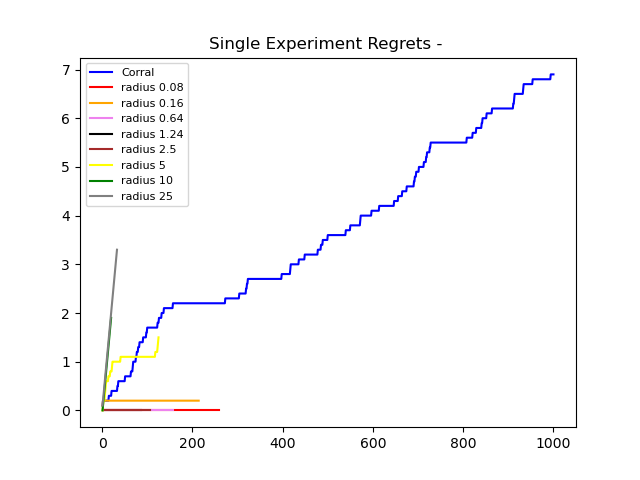 Single Experiment Regrets -
7
6
5
4
3
2
1
0
Corral
radius 0.08
radius 0.16
radius 0.64
radius 1.24
radius 2.5
radius 5
radius 10
radius 25
0 200 400 600 800 1000